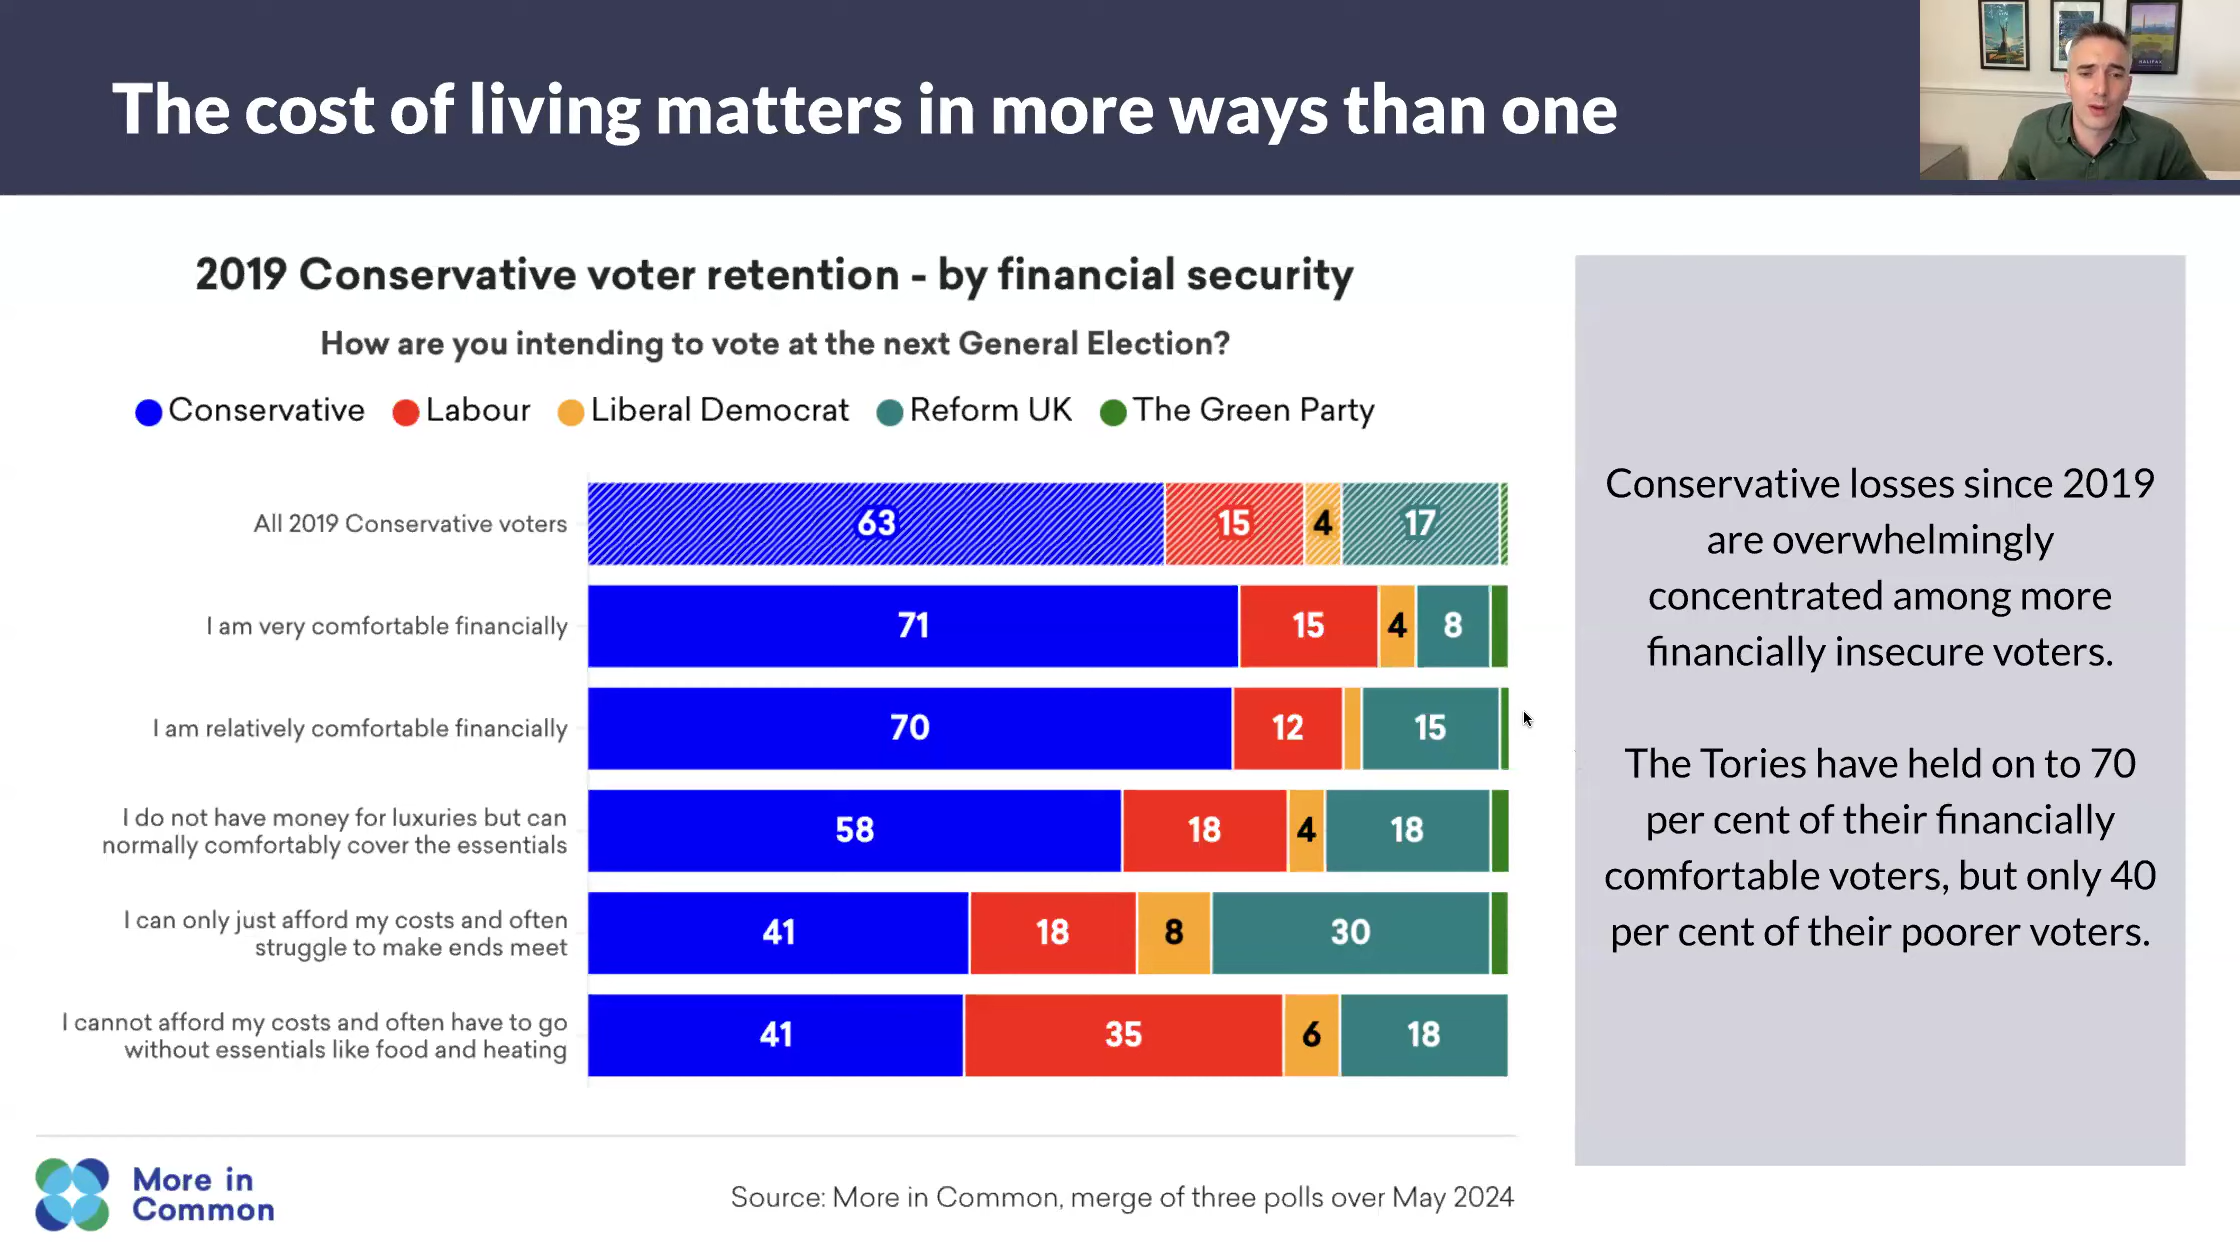 The cost of living matters in more ways than one
HALIFAX
2019 Conservative voter retention - by financial security
How are you intending to vote at the next General Election?
Conservative Labour Liberal Democrat Reform UK The Green Party
All 2019 Conservative voters 63 15 4 17
I am very comfortable financially 71 15 4 8
I am relatively comfortable financially 70 12 15
I do not have money for luxuries but can
normally comfortably cover the essentials
58 18 4 18
I can only just afford my costs and often
struggle to make ends meet
41 18 8 30
I cannot afford my costs and often have to go
without essentials like food and heating
41 35 6 18
Conservative losses since 2019
are overwhelmingly
concentrated among more
financially insecure voters.
The Tories have held on to 70
per cent of their financially
comfortable voters, but only 40
per cent of their poorer voters.
More in
Common
Source: More in Common, merge of three polls over May 2024